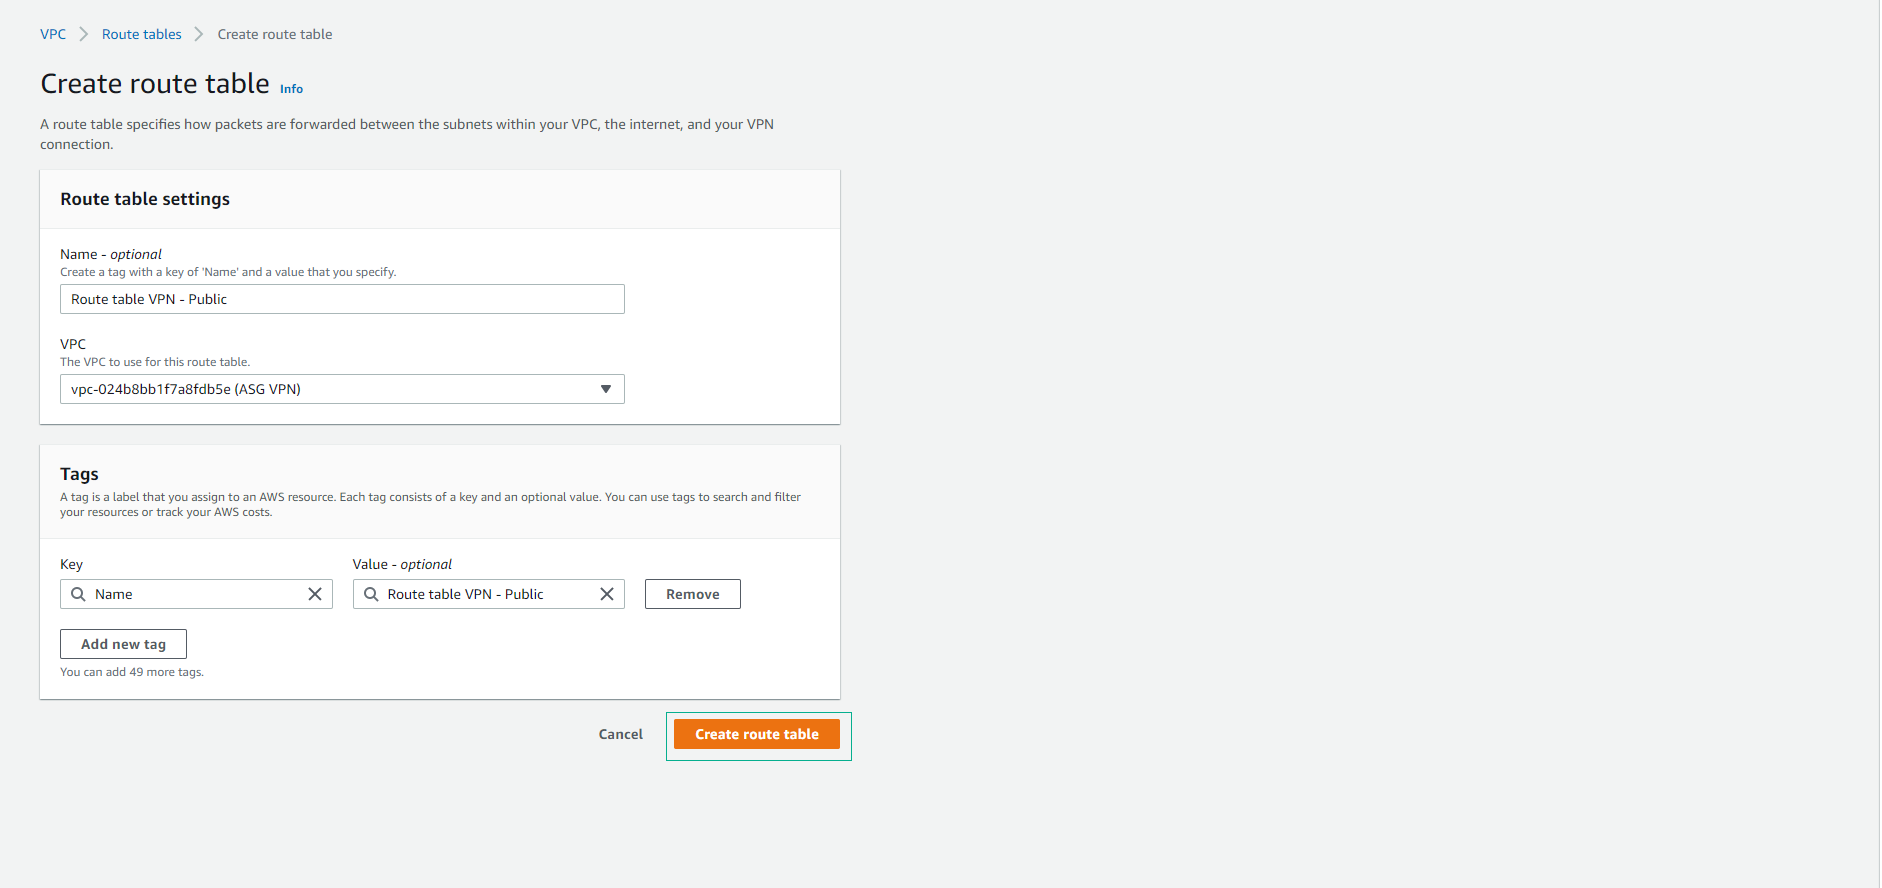 VPC > Route tables > Create route table
Create route table Info
A route table specifies how packets are forwarded between the subnets within your VPC, the internet, and your VPN
connection.
Route table settings
Name - optional
Create a tag with a key of 'Name' and a value that you specify.
Route table VPN - Public
VPC
The VPC to use for this route table.
vpc-024b8bb1f7a8fdb5e (ASG VPN)
Tags
A tag is a label that you assign to an AWS resource. Each tag consists of a key and an optional value. You can use tags to search and filter
your resources or track your AWS costs.
Key Value - optional
Name Route table VPN - Public Remove
Add new tag
You can add 49 more tags.
Cancel Create route table